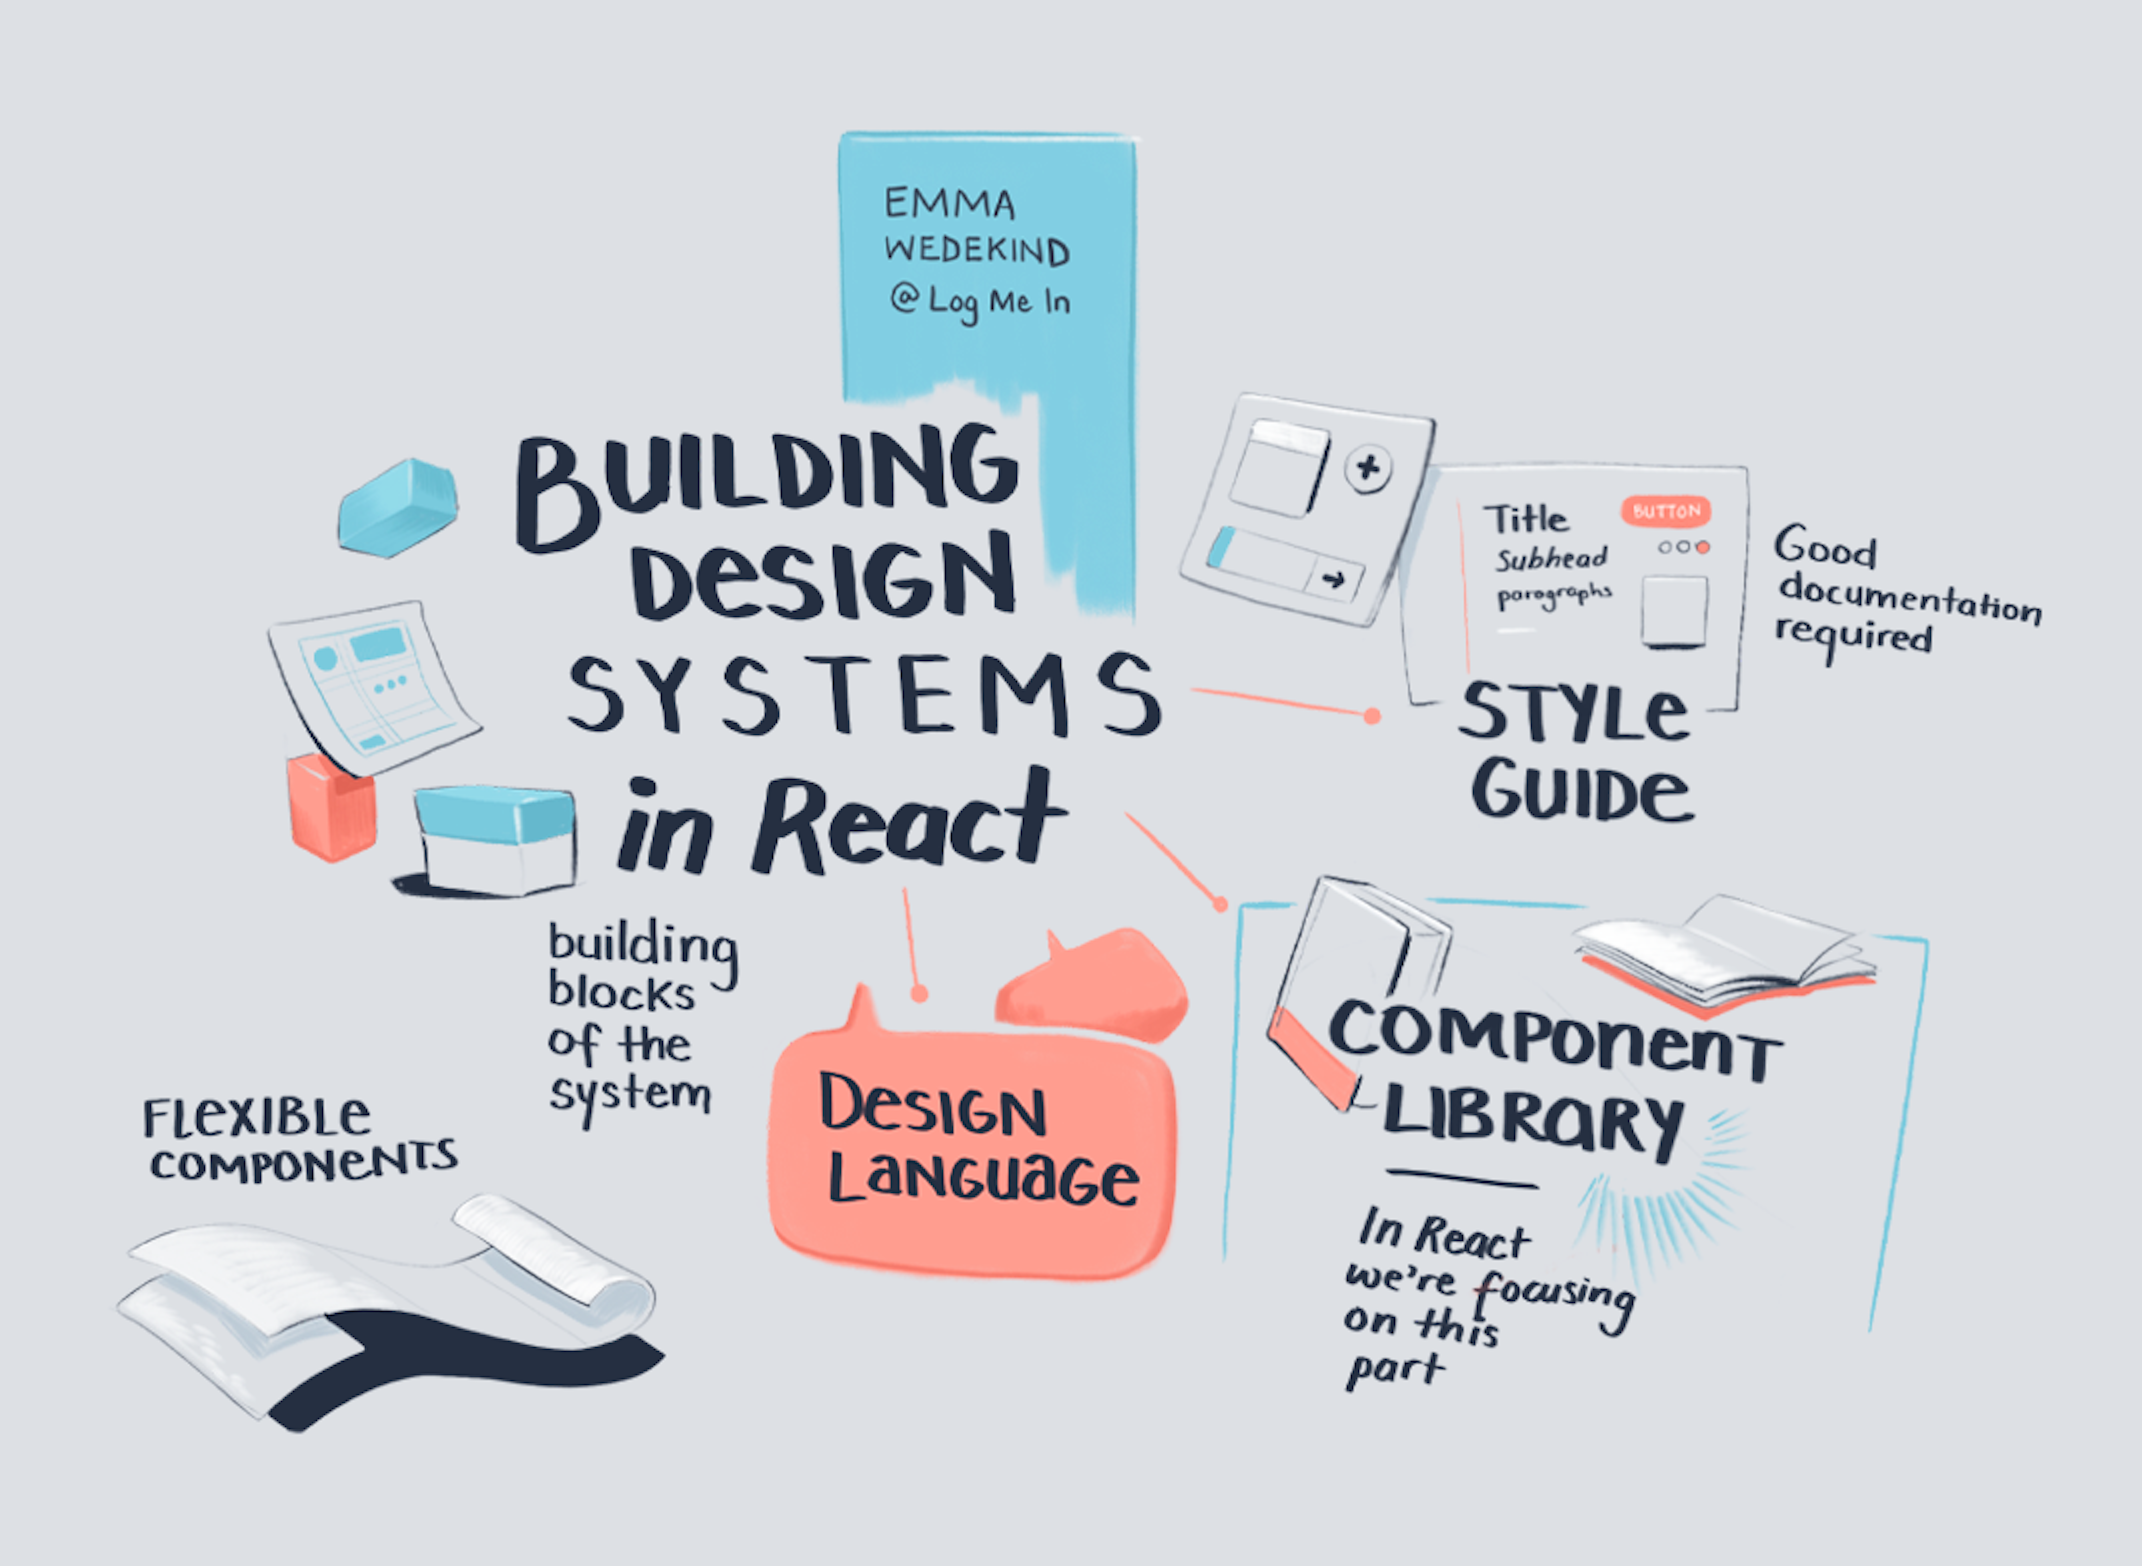 EMMA
WEDEKIND
@ Log Me In
BUILDING
DESIGN
SYSTEMS
in React
building
blocks
of the
system
FLEXIBLE
COMPONENTS
DESIGN
LANGUAGE
Title
Subhead
paragraphs
BUTTON
Good
documentation
required
STYLE
GUIDE
COMPONENT
LIBRARY
In React
we're focusing
on this
part